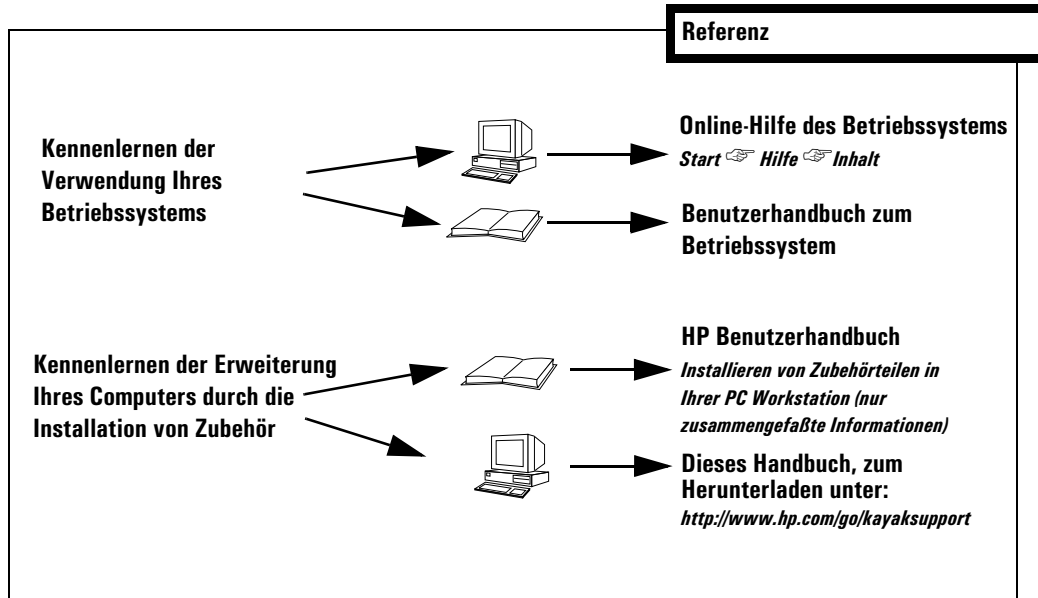 Referenz
Kennenlernen der
Verwendung Ihres
Betriebssystems
Online-Hilfe des Betriebssystems
Start ☞ Hilfe ☞ Inhalt
Benutzerhandbuch zum
Betriebssystem
Kennenlernen der Erweiterung
Ihres Computers durch die
Installation von Zubehör
HP Benutzerhandbuch
Installieren von Zubehörteilen in
Ihrer PC Workstation (nur
zusammengefaßte Informationen)
Dieses Handbuch, zum
Herunterladen unter:
http://www.hp.com/go/kayaksupport